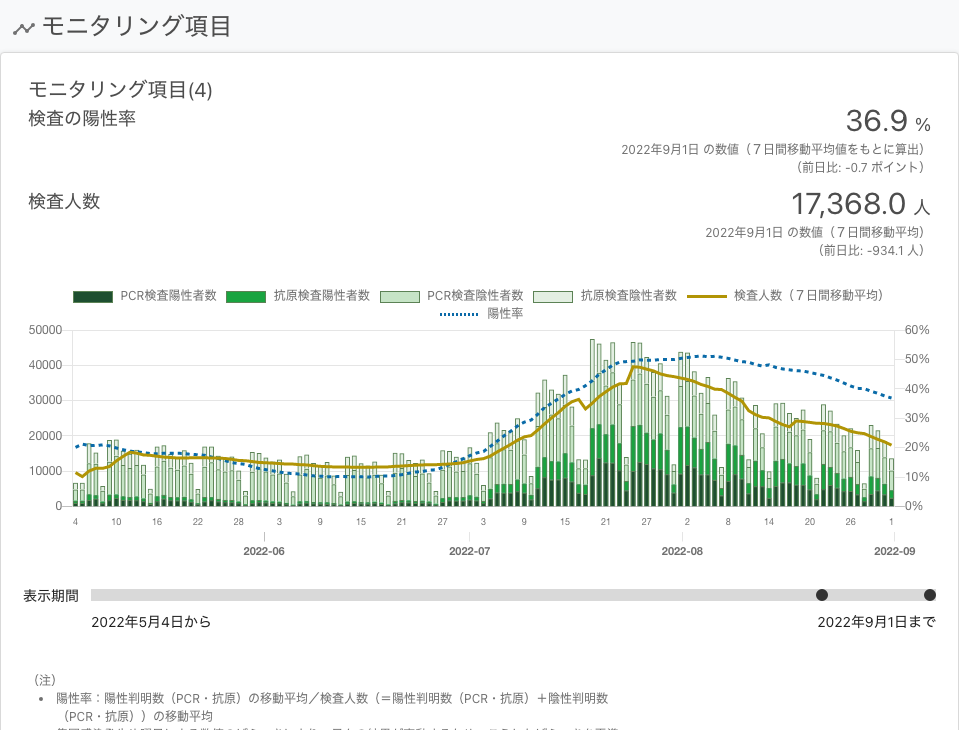 モニタリング項目
モニタリング項目(4)
検査の陽性率
36.9 %
2022年9月1日 の数値（７日間移動平均値をもとに算出）
（前日比: -0.7 ポイント）
検査人数
17,368.0 人
2022年9月1日 の数値（７日間移動平均）
（前日比: -934.1 人）
PCR検査陽性者数 抗原検査陽性者数 PCR検査陰性者数 抗原検査陰性者数 検査人数（７日間移動平均）
陽性率
50000 60%
40000 50%
30000 40%
20000 30%
10000 20%
0 10%
0%
4 10 16 22 28 3 9 15 21 27 3 9 15 21 27 2 8 14 20 26 1
2022-06 2022-07 2022-08 2022-09
表示期間
2022年5月4日から 2022年9月1日まで
（注）
• 陽性率：陽性判明数（PCR・抗原）の移動平均／検査人数（＝陽性判明数（PCR・抗原）＋陰性判明数
（PCR・抗原））の移動平均